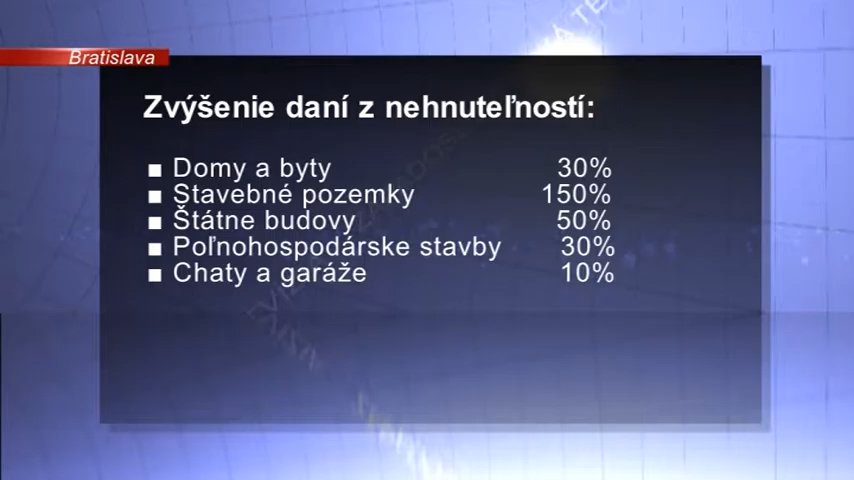 Bratislava
Zvýšenie daní z nehnuteľností:
▪ Domy a byty 30%
▪ Stavebné pozemky 150%
▪ Štátne budovy 50%
▪ Poľnohospodárske stavby 30%
▪ Chaty a garáže 10%